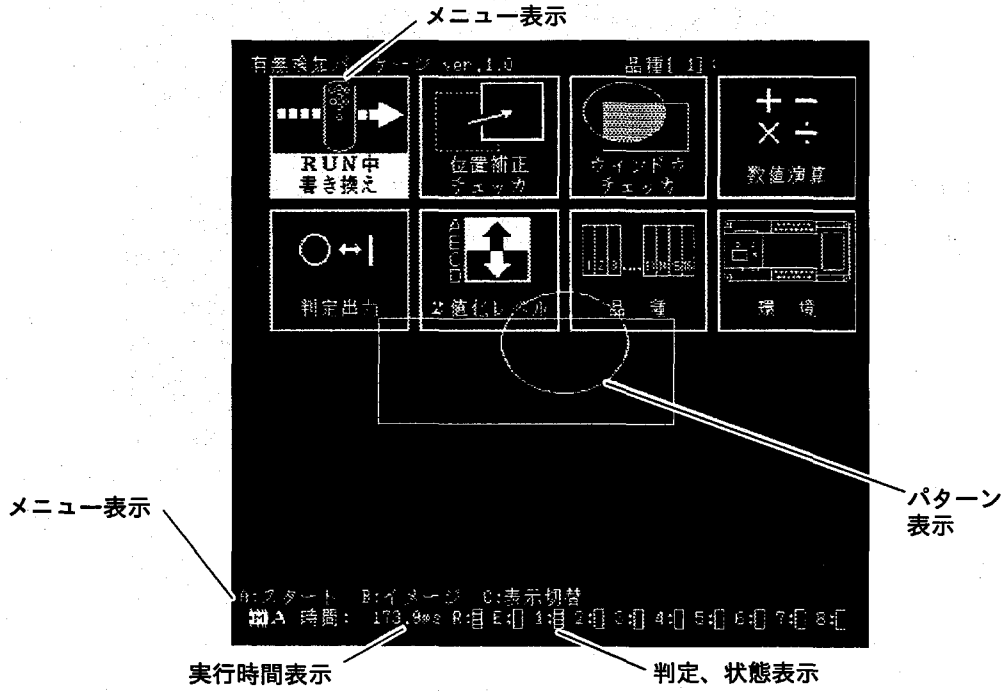 メニュー表示
有無検知パッケージ ver.1.0 品種[ 1]:
RUN中
書き換え
位置補正
チェッカ
ウィンドウ
チェッカ
数値演算
判定出力
A
B
C
D
2値化レベル
1 2 3
品 種
環 境
メニュー表示
パターン
表示
A:スタート B:イメージ C:表示切替
A 時間: 173.9ms R: E: 1: 2: 3: 4: 5: 6: 7: 8:
実行時間表示
判定、状態表示